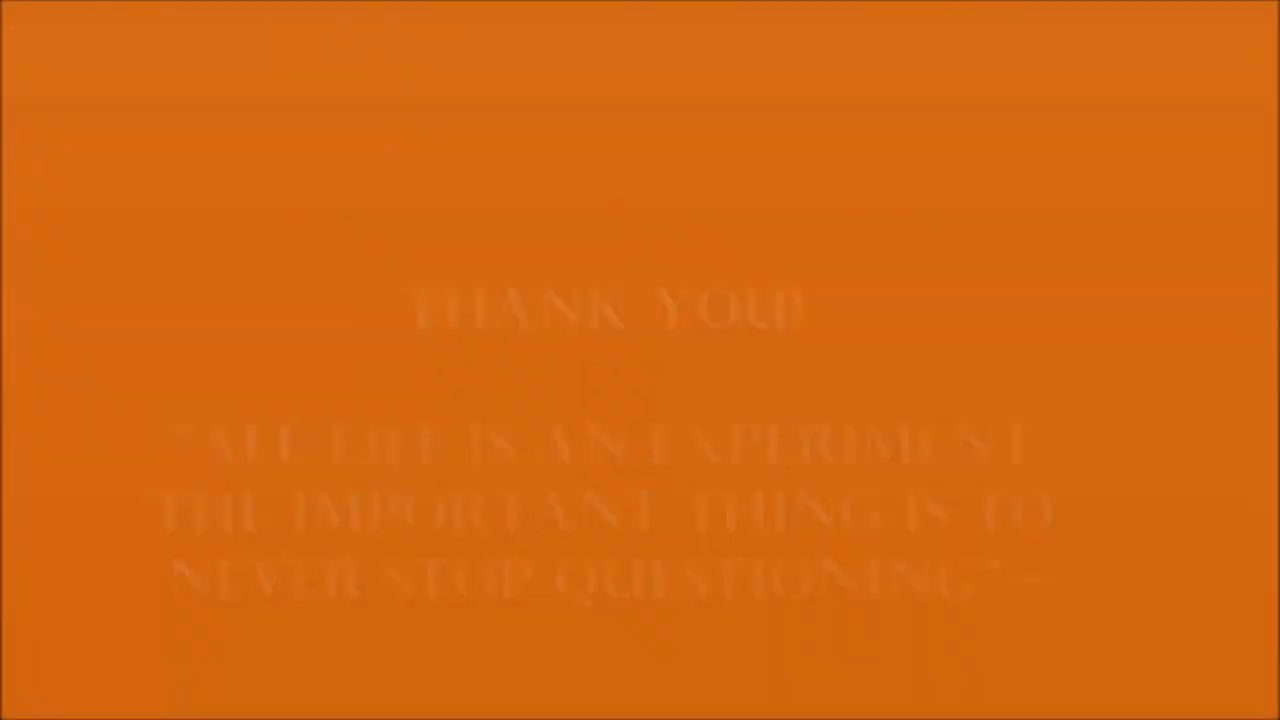 THANK YOU!
"ALL LIFE IS AN EXPERIMENT
THE IMPORTANT THING IS TO
NEVER STOP QUESTIONING" –